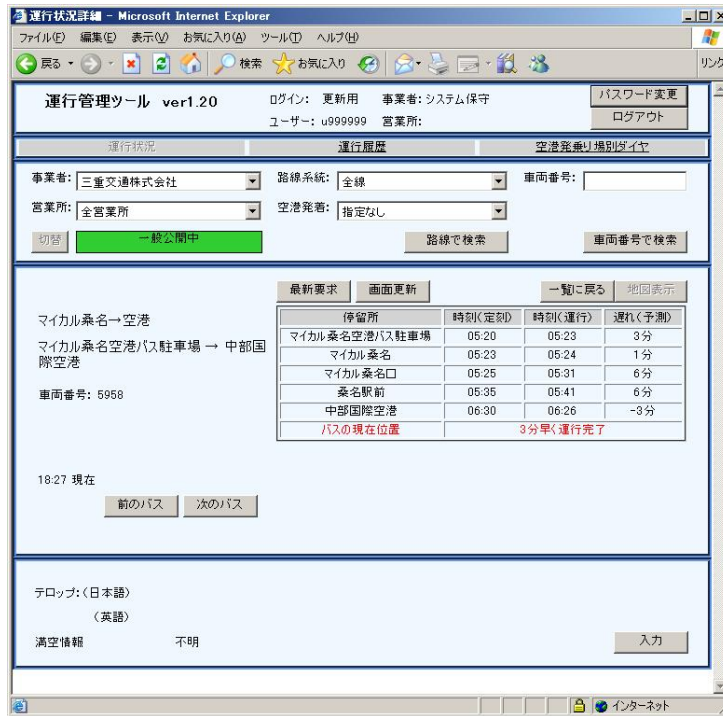 運行状況詳細 - Microsoft Internet Explorer
ファイル(F) 編集(E) 表示(V) お気に入り(A) ツール(T) ヘルプ(H)
戻る 検索 お気に入り リンク
運行管理ツール ver1.20 ログイン: 更新用 事業者: システム保守 パスワード変更
ユーザー: u999999 営業所: ログアウト
運行状況 運行履歴 空港発乗り場別ダイヤ
事業者: 三重交通株式会社 路線系統: 全線 車両番号:
営業所: 全営業所 空港発着: 指定なし
切替 一般公開中 路線で検索 車両番号で検索
最新要求 画面更新 一覧に戻る 地図表示
マイカル桑名→空港
マイカル桑名空港バス駐車場 → 中部国
際空港
車両番号: 5958
停留所 時刻(定刻) 時刻(運行) 遅れ(予測)
マイカル桑名空港バス駐車場 05:20 05:23 3分
マイカル桑名 05:23 05:24 1分
マイカル桑名口 05:25 05:31 6分
桑名駅前 05:35 05:41 6分
中部国際空港 06:30 06:26 -3分
バスの現在位置 3分早く運行完了
18:27 現在
前のバス 次のバス
テロップ:(日本語)
(英語)
満空情報 不明 入力
インターネット